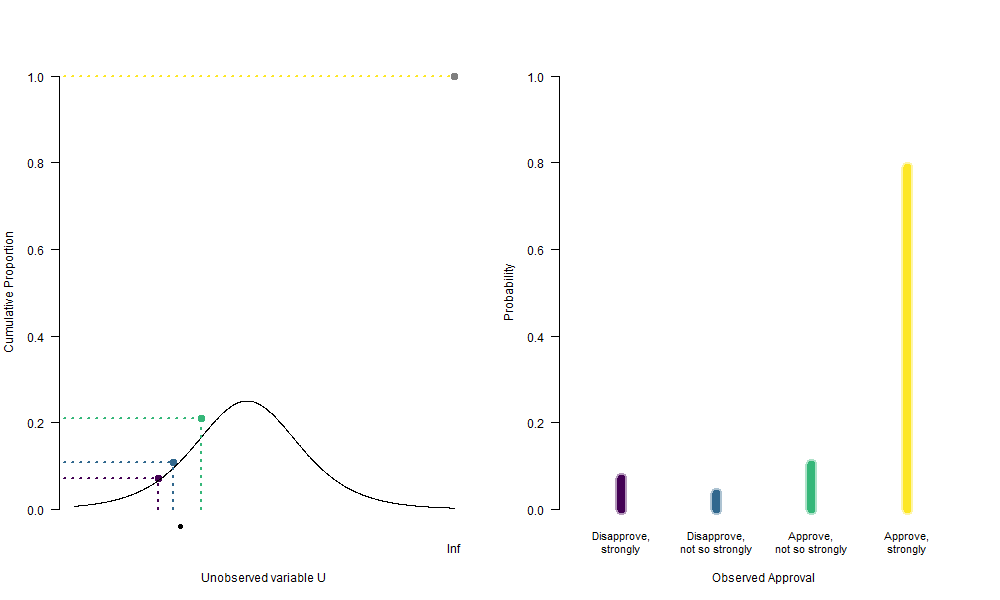 1.0
0.8
0.6
0.4
0.2
0.0
Cumulative Proportion
Inf
Unobserved variable U
1.0
0.8
0.6
0.4
0.2
0.0
Probability
Disapprove,
strongly
Disapprove,
not so strongly
Approve,
not so strongly
Approve,
strongly
Observed Approval